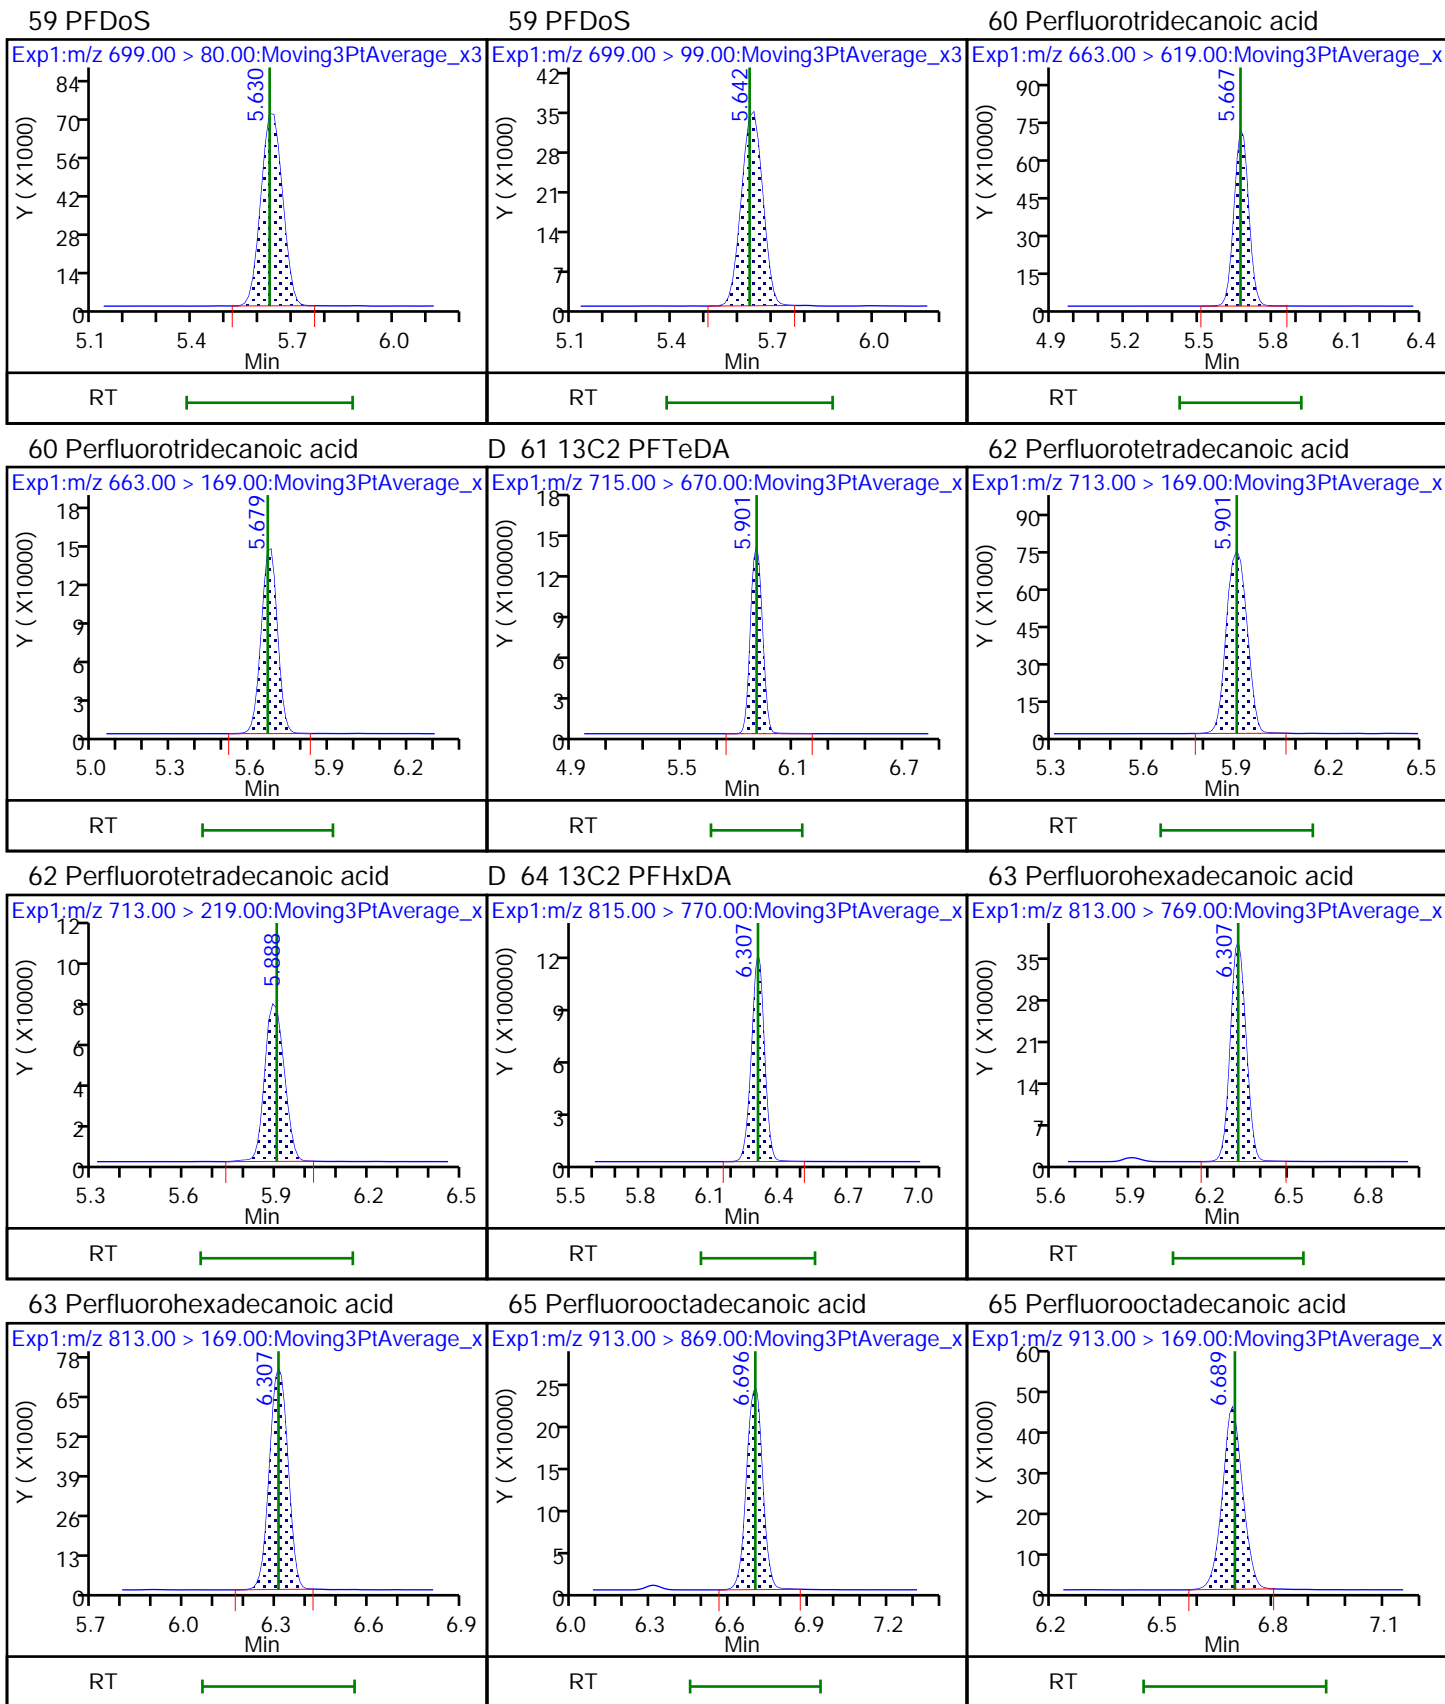 59 PFDoS
Exp1:m/z 699.00 > 80.00:Moving3PtAverage_x3
Y ( X10000)
84
70
56
42
28
14
0
5.630
5.1 5.4 5.7 6.0
Min
RT
59 PFDoS
Exp1:m/z 699.00 > 99.00:Moving3PtAverage_x3
Y ( X1000)
42
35
28
21
14
7
0
5.642
5.1 5.4 5.7 6.0
Min
RT
60 Perfluorotridecanoic acid
Exp1:m/z 663.00 > 619.00:Moving3PtAverage_x
Y ( X10000)
90
75
60
45
30
15
0
5.667
4.9 5.2 5.5 5.8 6.1 6.4
Min
RT
60 Perfluorotridecanoic acid
Exp1:m/z 663.00 > 169.00:Moving3PtAverage_x
Y ( X10000)
18
15
12
9
6
3
0
5.679
5.0 5.3 5.6 5.9 6.2
Min
RT
D 61 13C2 PFTeDA
Exp1:m/z 715.00 > 670.00:Moving3PtAverage_x
Y ( X100000)
18
15
12
9
6
3
0
5.901
4.9 5.5 6.1 6.7
Min
RT
62 Perfluorotetradecanoic acid
Exp1:m/z 713.00 > 169.00:Moving3PtAverage_x
Y ( X1000)
90
75
60
45
30
15
0
5.901
5.3 5.6 5.9 6.2 6.5
Min
RT
62 Perfluorotetradecanoic acid
Exp1:m/z 713.00 > 219.00:Moving3PtAverage_x
Y ( X10000)
12
10
8
6
4
2
0
5.888
5.3 5.6 5.9 6.2 6.5
Min
RT
D 64 13C2 PFHxDA
Exp1:m/z 815.00 > 770.00:Moving3PtAverage_x
Y ( X100000)
12
9
6
3
0
6.307
5.5 5.8 6.1 6.4 6.7 7.0
Min
RT
63 Perfluorohexadecanoic acid
Exp1:m/z 813.00 > 769.00:Moving3PtAverage_x
Y ( X10000)
35
28
21
14
7
0
6.307
5.6 5.9 6.2 6.5 6.8
Min
RT
63 Perfluorohexadecanoic acid
Exp1:m/z 813.00 > 169.00:Moving3PtAverage_x
Y ( X1000)
78
65
52
39
26
13
0
6.307
5.7 6.0 6.3 6.6 6.9
Min
RT
65 Perfluorooctadecanoic acid
Exp1:m/z 913.00 > 869.00:Moving3PtAverage_x
Y ( X10000)
25
20
15
10
5
0
6.696
6.0 6.3 6.6 6.9 7.2
Min
RT
65 Perfluorooctadecanoic acid
Exp1:m/z 913.00 > 169.00:Moving3PtAverage_x
Y ( X1000)
60
50
40
30
20
10
0
6.689
6.2 6.5 6.8 7.1
Min
RT